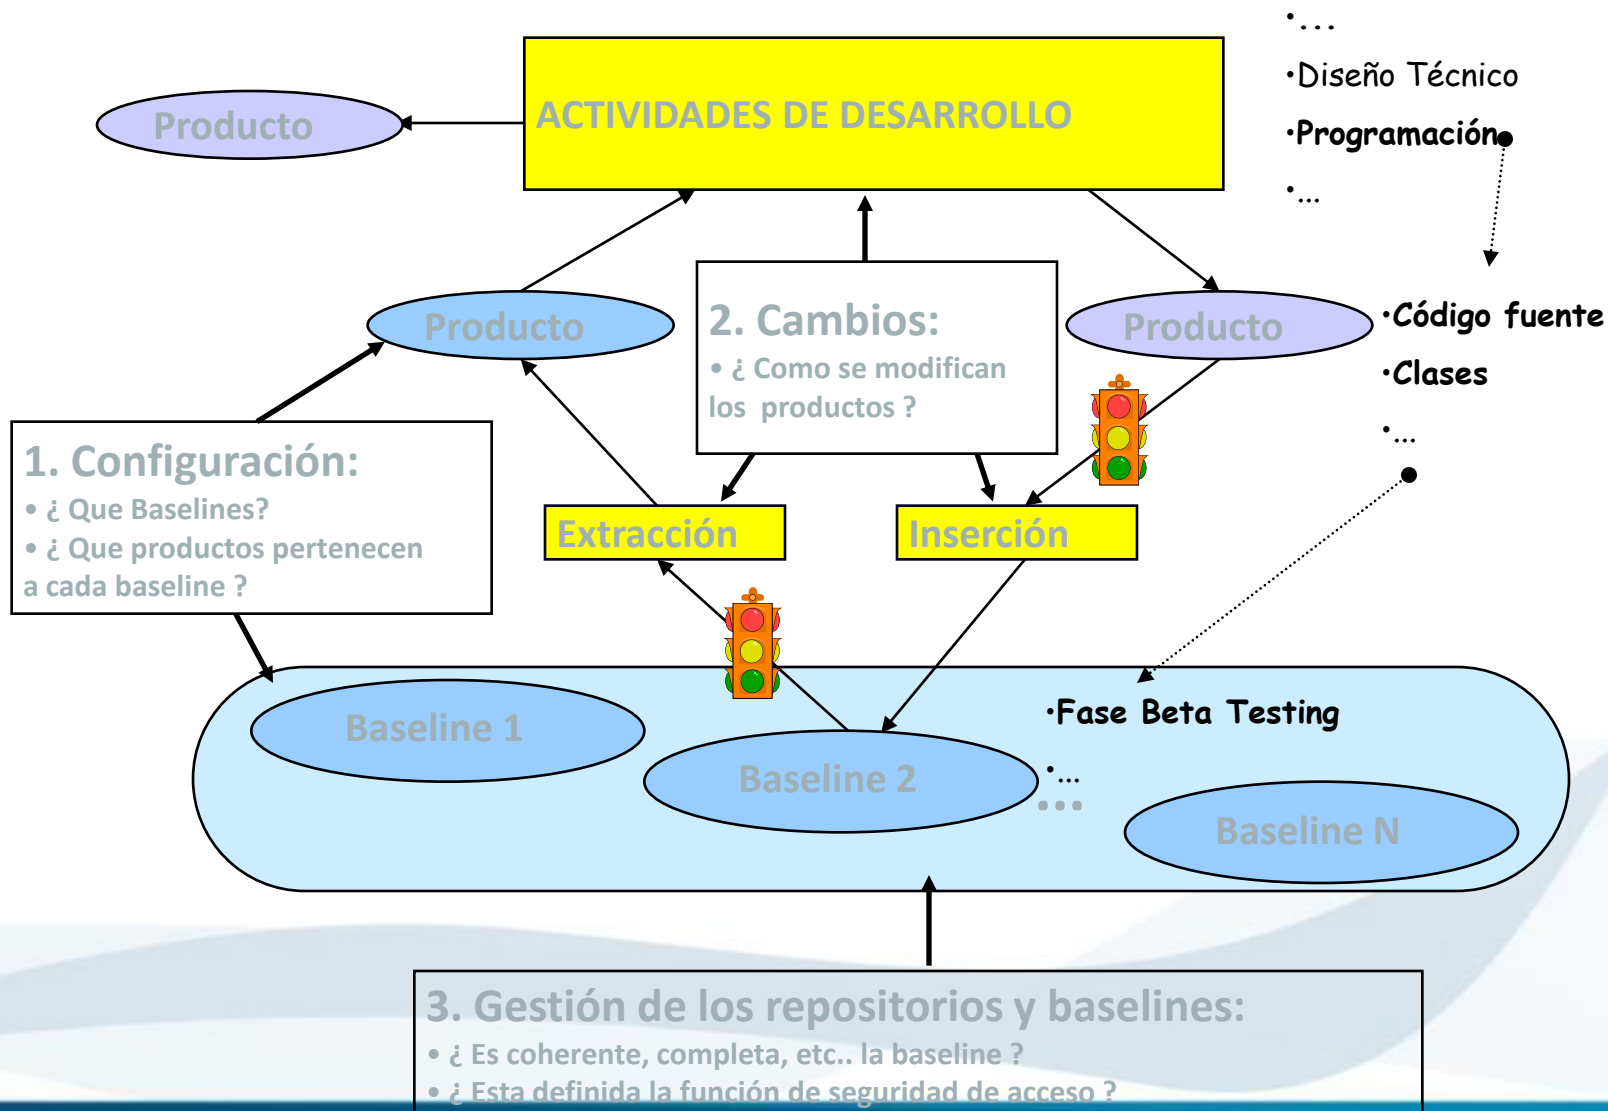 •...
•Diseño Técnico
•Programación
•...
ACTIVIDADES DE DESARROLLO
Producto
Producto
2. Cambios:
• ¿ Como se modifican
los productos ?
Producto
•Código fuente
•Clases
•...
1. Configuración:
• ¿ Que Baselines?
• ¿ Que productos pertenecen
a cada baseline ?
Extracción
Inserción
Baseline 1
•Fase Beta Testing
•...
Baseline 2
...
Baseline N
3. Gestión de los repositorios y baselines:
• ¿ Es coherente, completa, etc.. la baseline ?
• ¿ Esta definida la función de seguridad de acceso ?